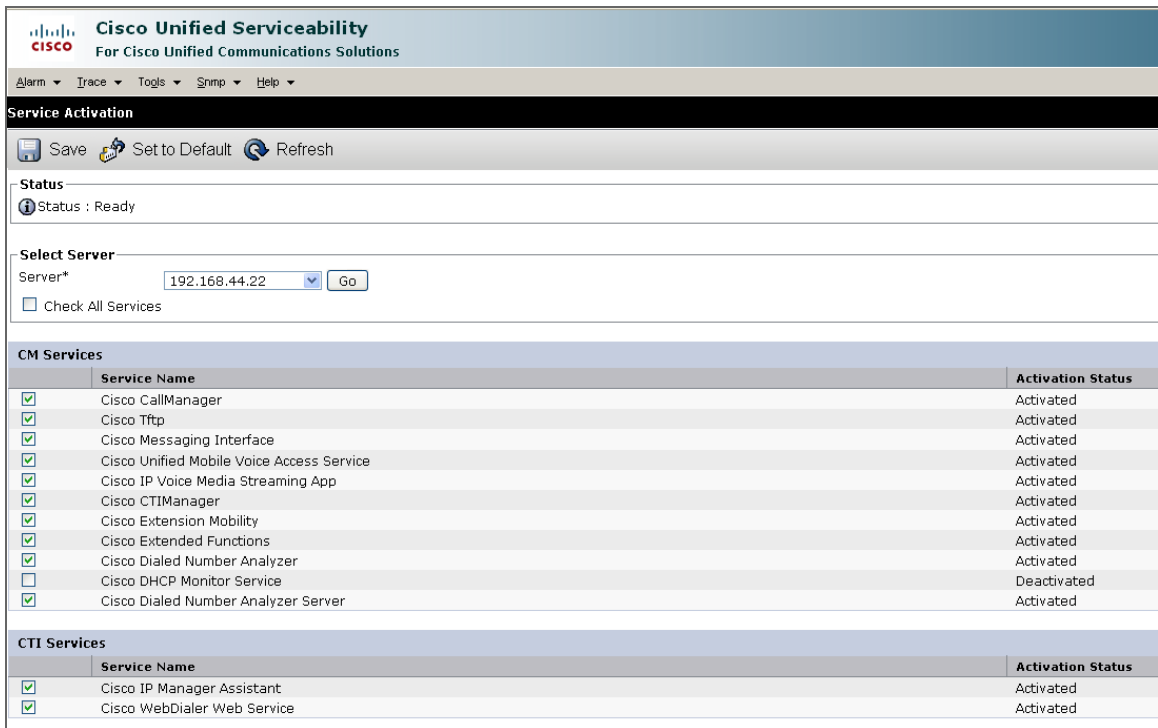 Cisco Unified Serviceability
CISCO
For Cisco Unified Communications Solutions
Alarm Trace Tools Snmp Help
Service Activation
Save Set to Default Refresh
Status
Status : Ready
Select Server
Server* 192.168.44.22 Go
Check All Services
CM Services
Service Name Activation Status
Cisco CallManager Activated
Cisco Tftp Activated
Cisco Messaging Interface Activated
Cisco Unified Mobile Voice Access Service Activated
Cisco IP Voice Media Streaming App Activated
Cisco CTIManager Activated
Cisco Extension Mobility Activated
Cisco Extended Functions Activated
Cisco Dialed Number Analyzer Activated
Cisco DHCP Monitor Service Deactivated
Cisco Dialed Number Analyzer Server Activated
CTI Services
Service Name Activation Status
Cisco IP Manager Assistant Activated
Cisco WebDialer Web Service Activated